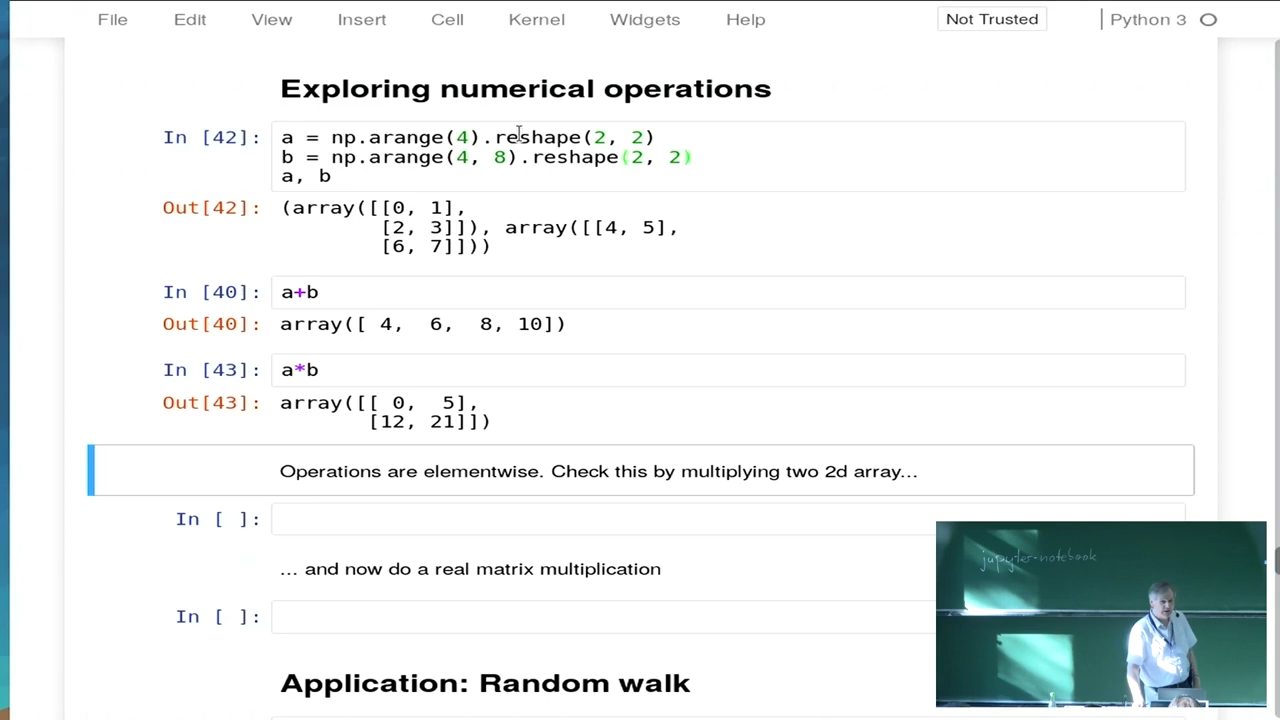 File Edit View Insert Cell Kernel Widgets Help Not Trusted Python 3
Exploring numerical operations
In [42]: a = np.arange(4).reshape(2, 2)
b = np.arange(4, 8).reshape(2, 2)
a, b
Out[42]: (array([[0, 1],
[2, 3]]), array([[4, 5],
[6, 7]]))
In [40]: a+b
Out[40]: array([ 4,  6,  8, 10])
In [43]: a*b
Out[43]: array([[ 0,  5],
[12, 21]])
Operations are elementwise. Check this by multiplying two 2d array...
In [ ]:
jupyter-notebook
... and now do a real matrix multiplication
In [ ]:
Application: Random walk